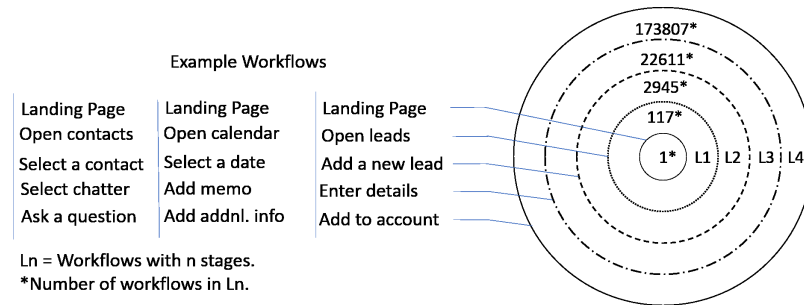 Example Workflows
Landing Page
Open contacts
Select a contact
Select chatter
Ask a question
Landing Page
Open calendar
Select a date
Add memo
Add addnl. info
Landing Page
Open leads
Add a new lead
Enter details
Add to account
Ln = Workflows with n stages.
*Number of workflows in Ln.
173807*
22611*
2945*
117*
1* L1 L2 L3 L4